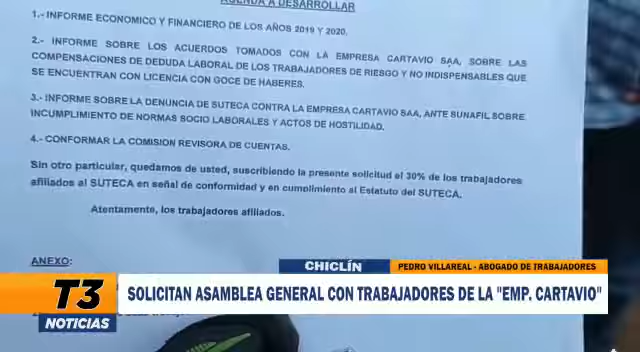 AGENDA A DESARROLLAR
1.- INFORME ECONOMICO Y FINANCIERO DE LOS AÑOS 2019 Y 2020.
2.- INFORME SOBRE LOS ACUERDOS TOMADOS CON LA EMPRESA CARTAVIO SAA, SOBRE LAS
COMPENSACIONES DE DEDUDA LABORAL DE LOS TRABAJADORES DE RIESGO Y NO INDISPENSABLES QUE
SE ENCUENTRAN CON LICENCIA CON GOCE DE HABERES.
3.- INFORME SOBRE LA DENUNCIA DE SUTECA CONTRA LA EMPRESA CARTAVIO SAA, ANTE SUNAFIL SOBRE
INCUMPLIMIENTO DE NORMAS SOCIO LABORALES Y ACTOS DE HOSTILIDAD.
4.- CONFORMAR LA COMISION REVISORA DE CUENTAS.
Sin otro particular, quedamos de usted, suscribiendo la presente solicitud el 30% de los trabajadores
afiliados al SUTECA en señal de conformidad y en cumplimiento al Estatuto del SUTECA.
Atentamente, los trabajadores afiliados.
ANEXO:
CHICLÍN
PEDRO VILLAREAL - ABOGADO DE TRABAJADORES
T3
NOTICIAS
SOLICITAN ASAMBLEA GENERAL CON TRABAJADORES DE LA "EMP. CARTAVIO"